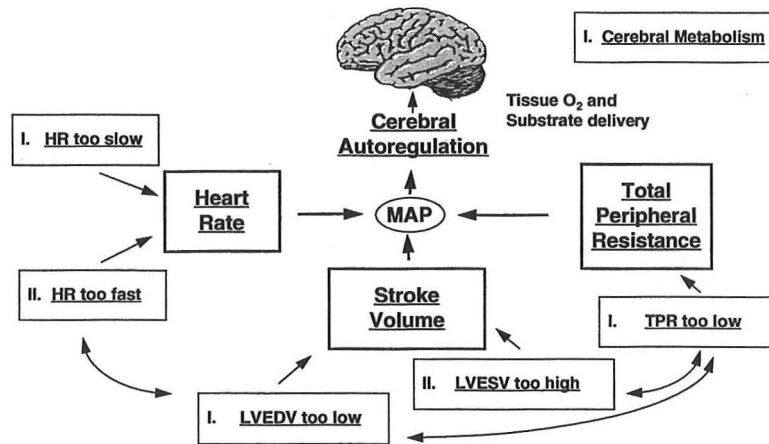 I. Cerebral Metabolism
Tissue O₂ and
Substrate delivery
Cerebral
Autoregulation
I. HR too slow
Heart
Rate
MAP
Total
Peripheral
Resistance
II. HR too fast
Stroke
Volume
I. TPR too low
II. LVESV too high
I. LVEDV too low